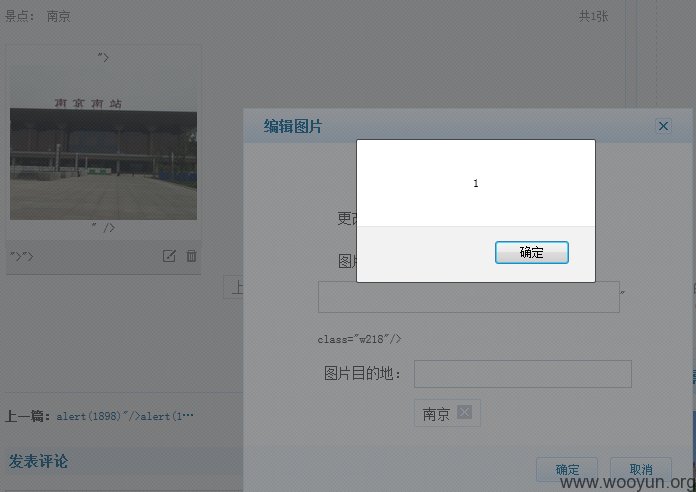 景点： 南京
共1张
">
南京南站
" />
">">
编辑图片
1
确定
更改
图片
上
"
class="w218"/>
图片目的地：
南京
上一篇：alert(1898)"/>alert(1…
发表评论
确定
取消
www.wooyun.org